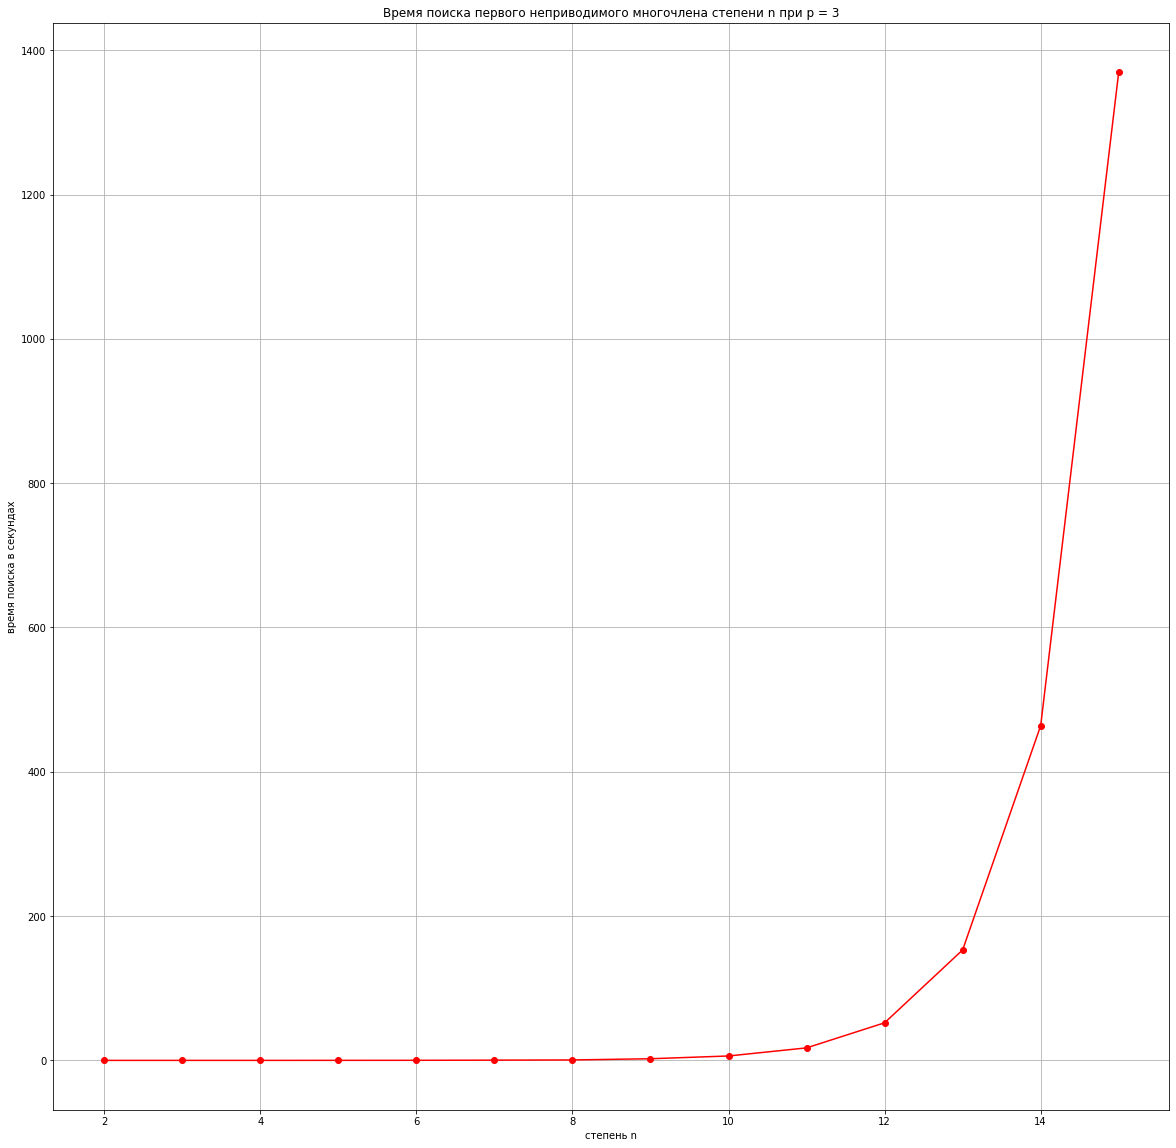 Время поиска первого неприводимого многочлена степени n при p = 3
1400
1200
1000
800
600
400
200
0
время поиска в секундах
2 4 6 8 10 12 14
степень n